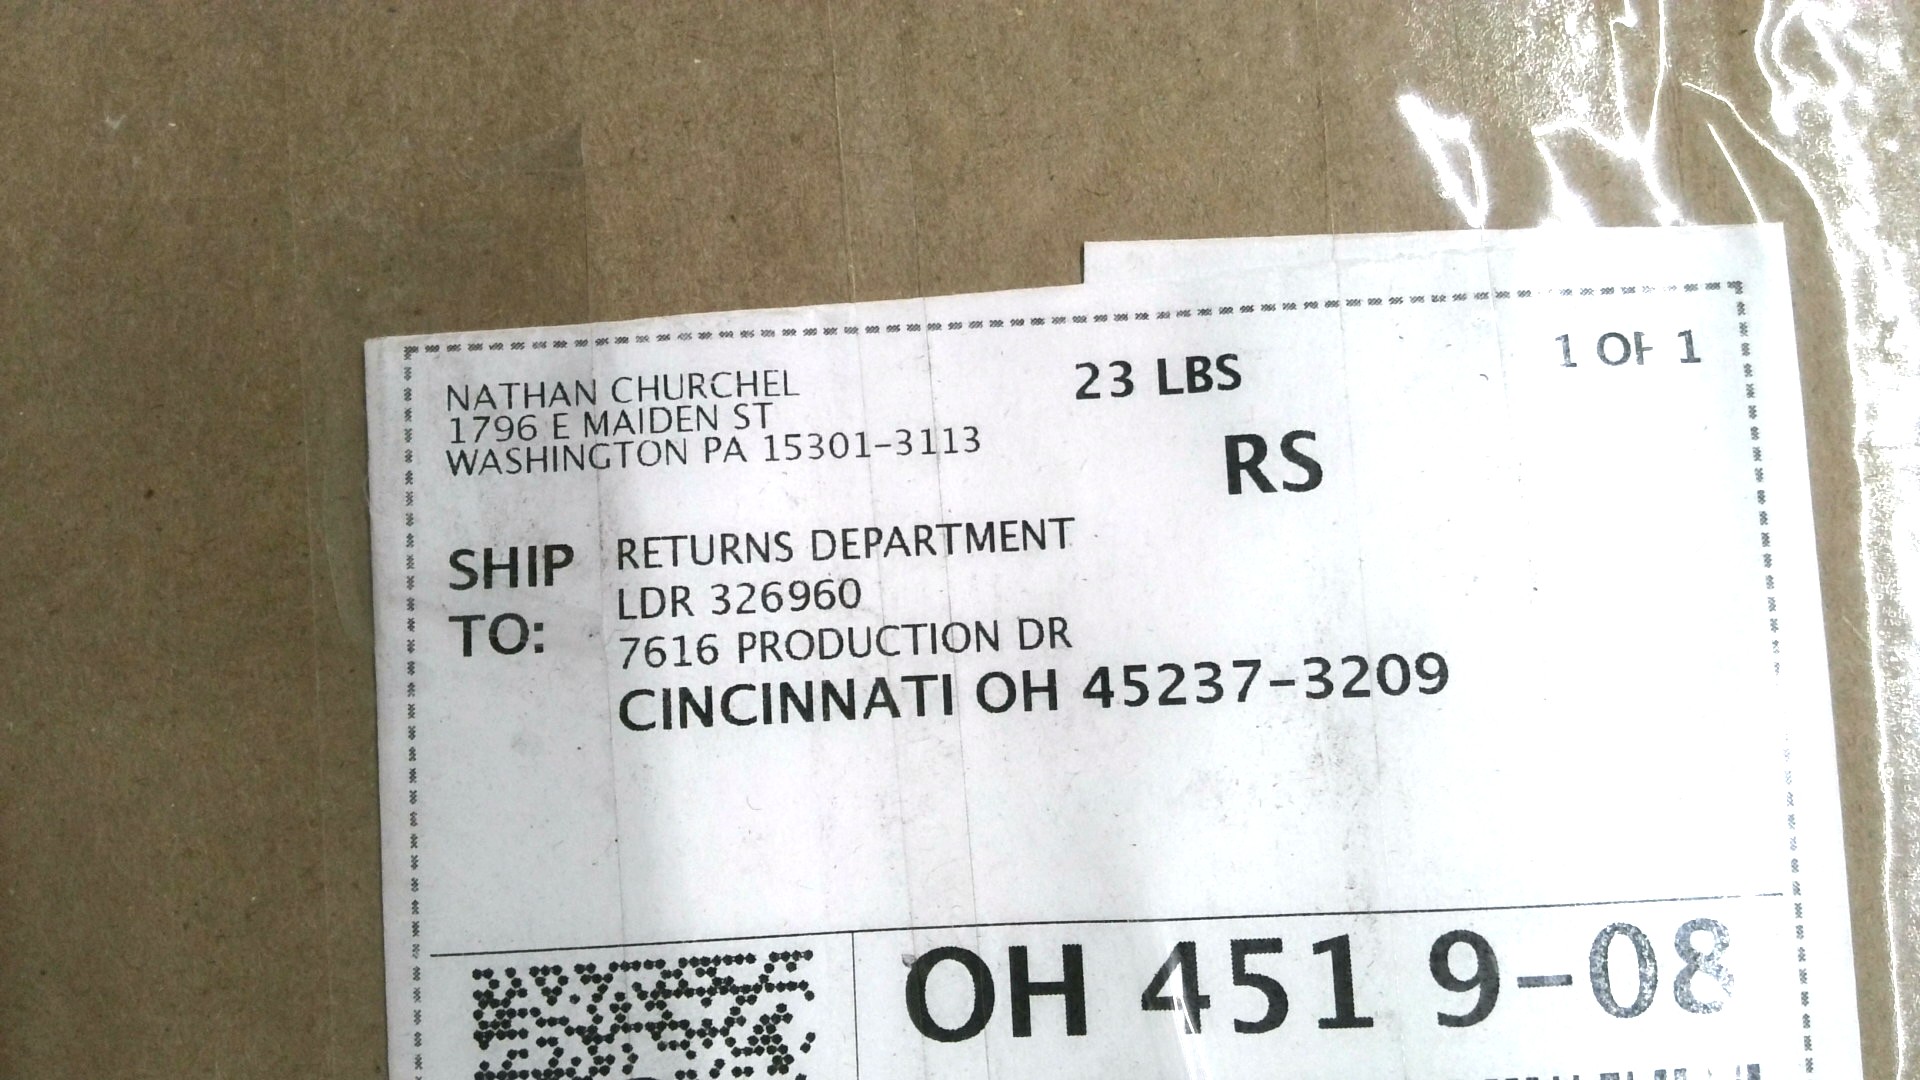 NATHAN CHURCHEL
1796 E MAIDEN ST
WASHINGTON PA 15301-3113
23 LBS
1 OF 1
RS
SHIP TO:
RETURNS DEPARTMENT
LDR 326960
7616 PRODUCTION DR
CINCINNATI OH 45237-3209
OH 451 9-08